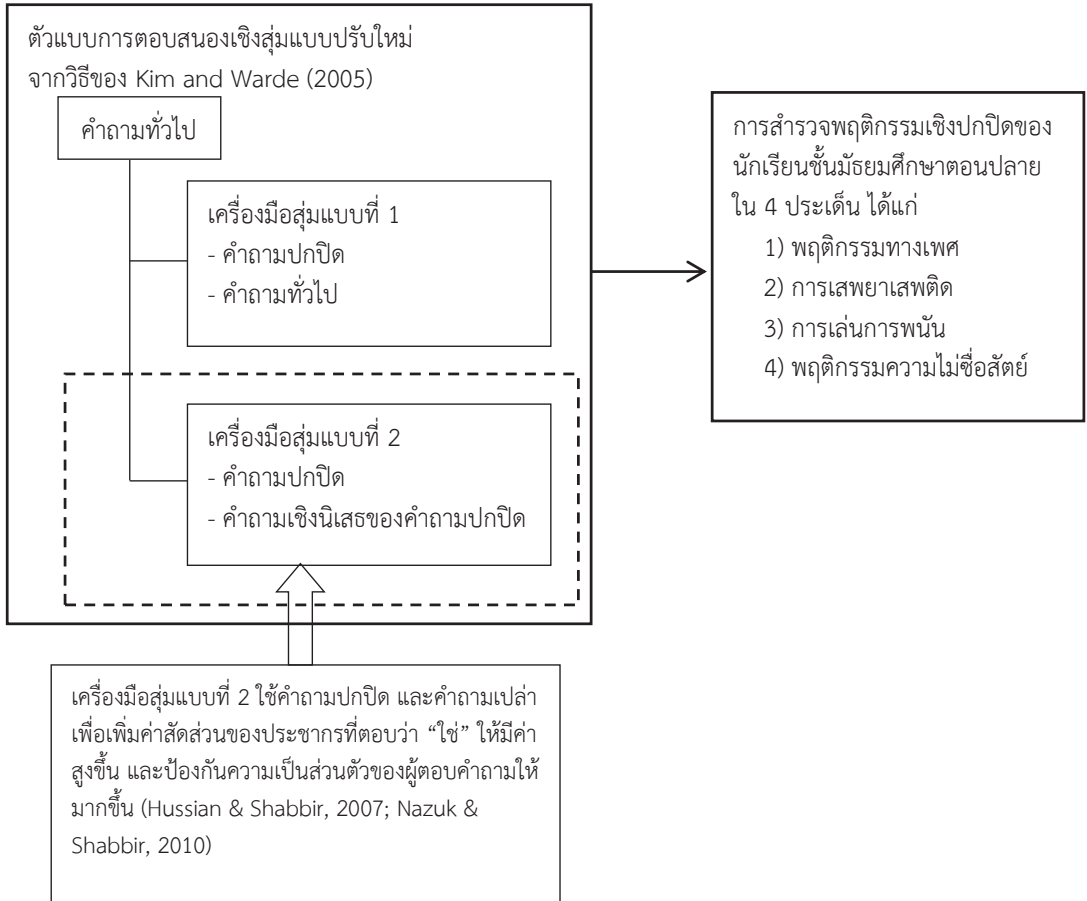 ตัวแบบการตอบสนองเชิงสุ่มแบบปรับใหม่
จากวิธีของ Kim and Warde (2005)
คำถามทั่วไป
เครื่องมือสุ่มแบบที่ 1
- คำถามปกปิด
- คำถามทั่วไป
เครื่องมือสุ่มแบบที่ 2
- คำถามปกปิด
- คำถามเชิงนิเสธของคำถามปกปิด
การสำรวจพฤติกรรมเชิงปกปิดของ
นักเรียนชั้นมัธยมศึกษาตอนปลาย
ใน 4 ประเด็น ได้แก่
1) พฤติกรรมทางเพศ
2) การเสพยาเสพติด
3) การเล่นการพนัน
4) พฤติกรรมความไม่ซื่อสัตย์
เครื่องมือสุ่มแบบที่ 2 ใช้คำถามปกปิด และคำถามเปล่า
เพื่อเพิ่มค่าสัดส่วนของประชากรที่ตอบว่า “ใช่” ให้มีค่า
สูงขึ้น และป้องกันความเป็นส่วนตัวของผู้ตอบคำถามให้
มากขึ้น (Hussian & Shabbir, 2007; Nazuk &
Shabbir, 2010)